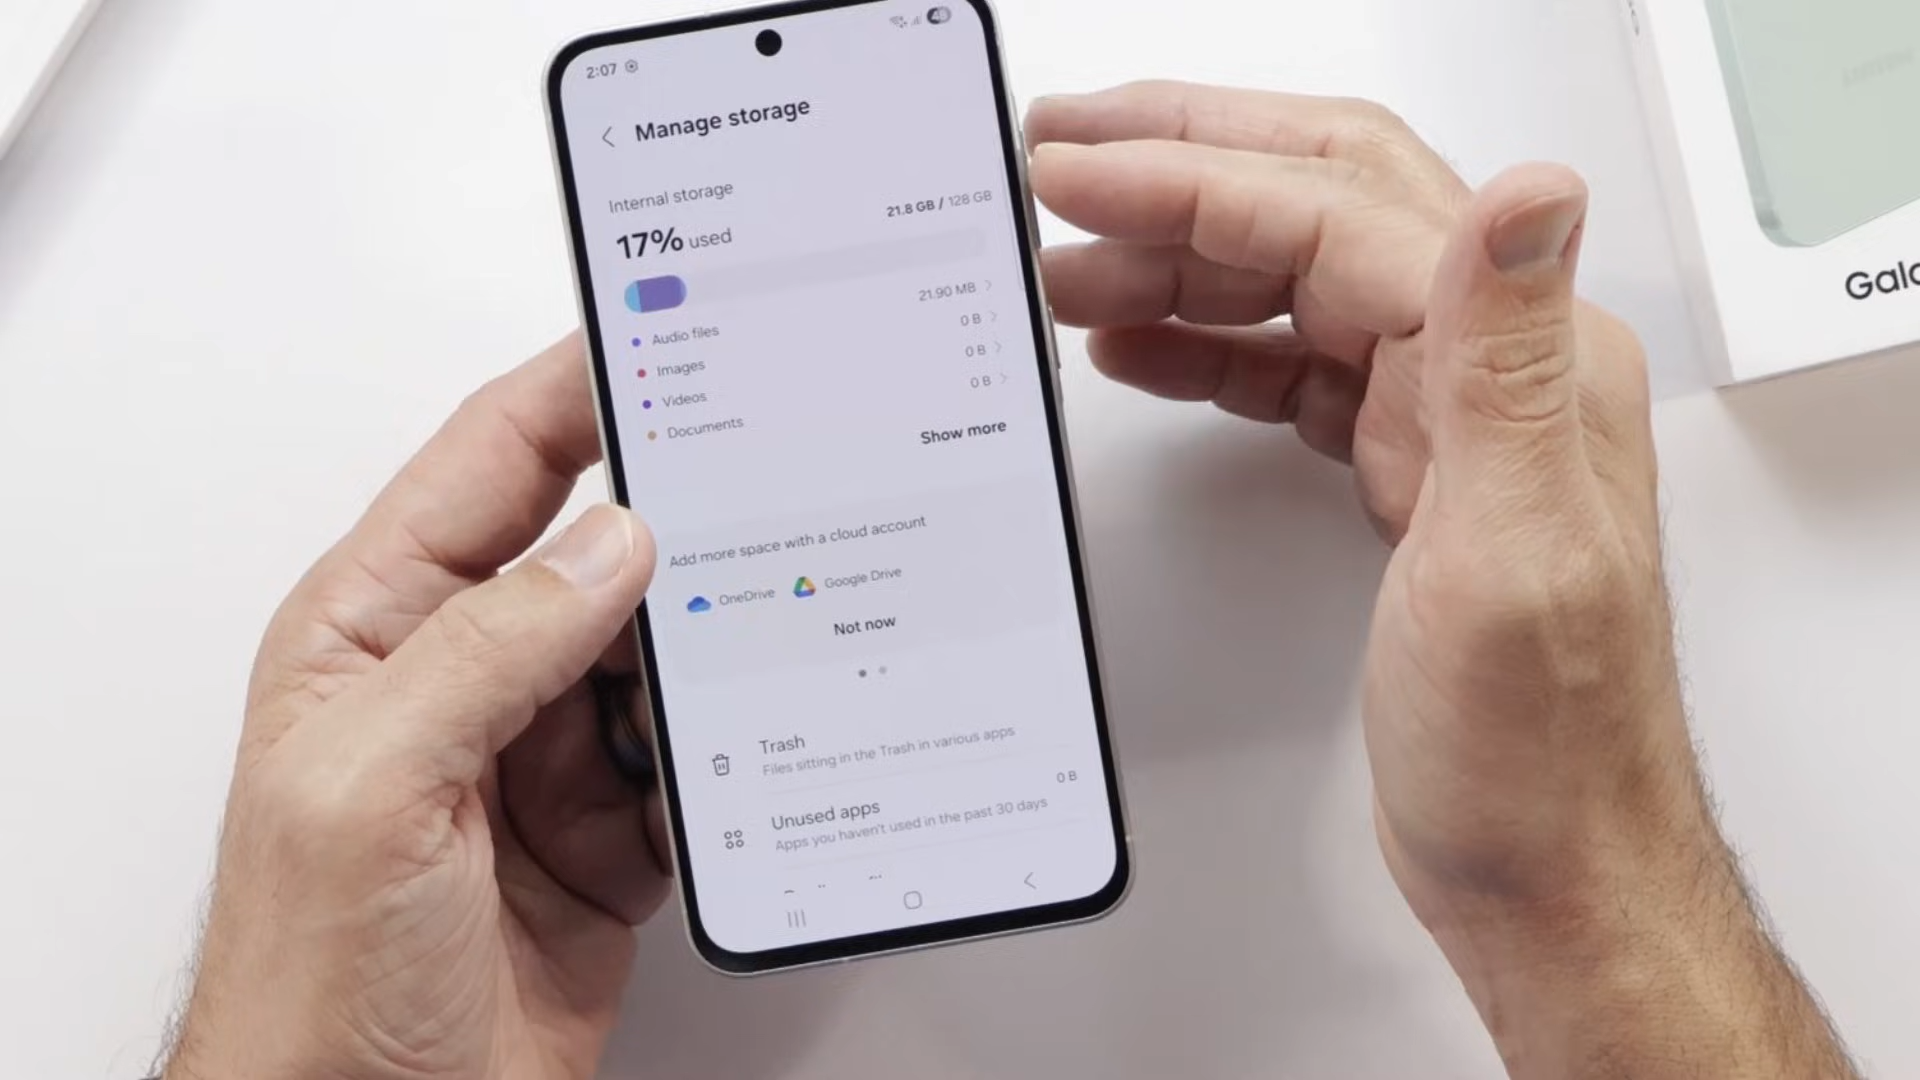 2:07
49
Manage storage
Internal storage
17% used
21.8 GB / 128 GB
Audio files 21.90 MB
Images 0 B
Videos 0 B
Documents 0 B
Show more
Add more space with a cloud account
OneDrive Google Drive
Not now
Trash
Files sitting in the Trash in various apps
0 B
Unused apps
Apps you haven't used in the past 30 days
SAMSUNG
Gala